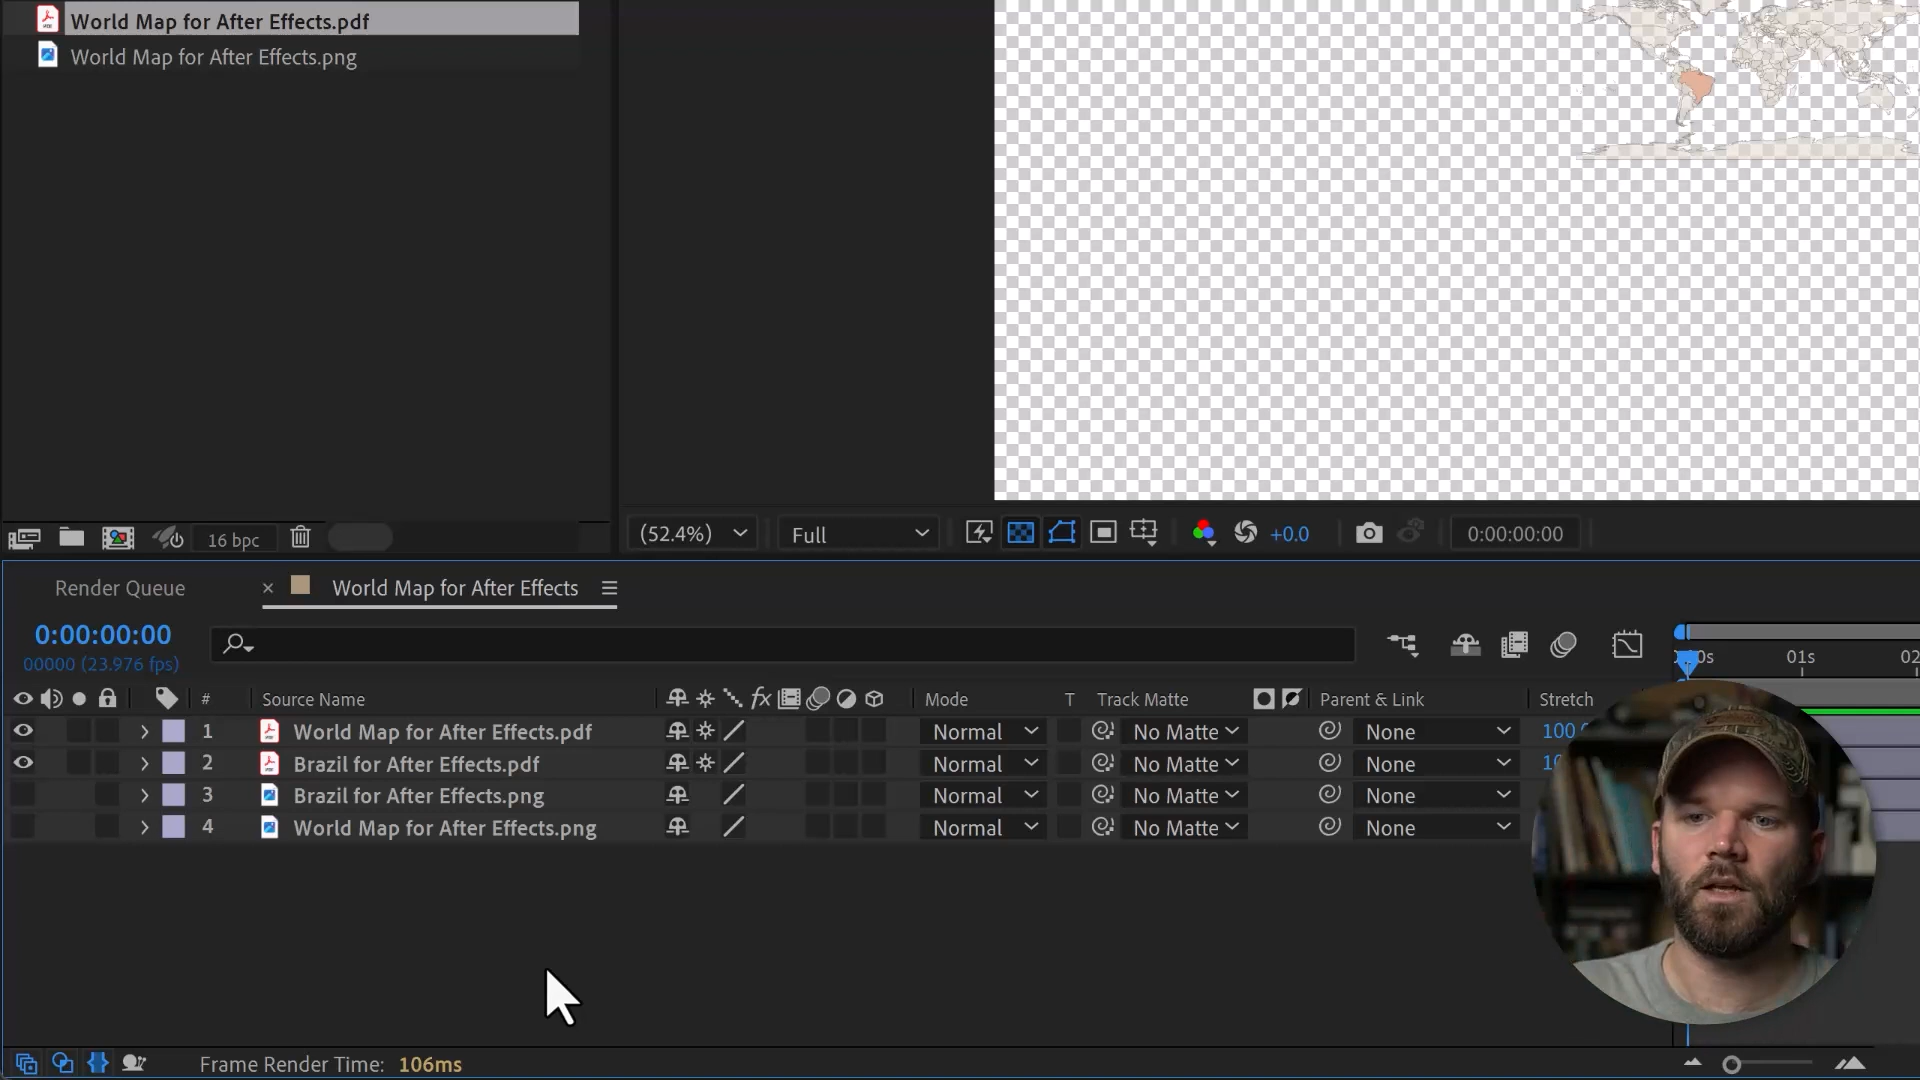 World Map for After Effects.pdf
World Map for After Effects.png
16 bpc
(52.4%)
Full
+0.0
0:00:00:00
Render Queue
× World Map for After Effects
0:00:00:00
00000 (23.976 fps)
01s
# Source Name fx Mode T Track Matte Parent & Link Stretch
1 World Map for After Effects.pdf Normal No Matte None
2 Brazil for After Effects.pdf Normal No Matte None
3 Brazil for After Effects.png Normal No Matte None
4 World Map for After Effects.png Normal No Matte None
Frame Render Time: 106ms